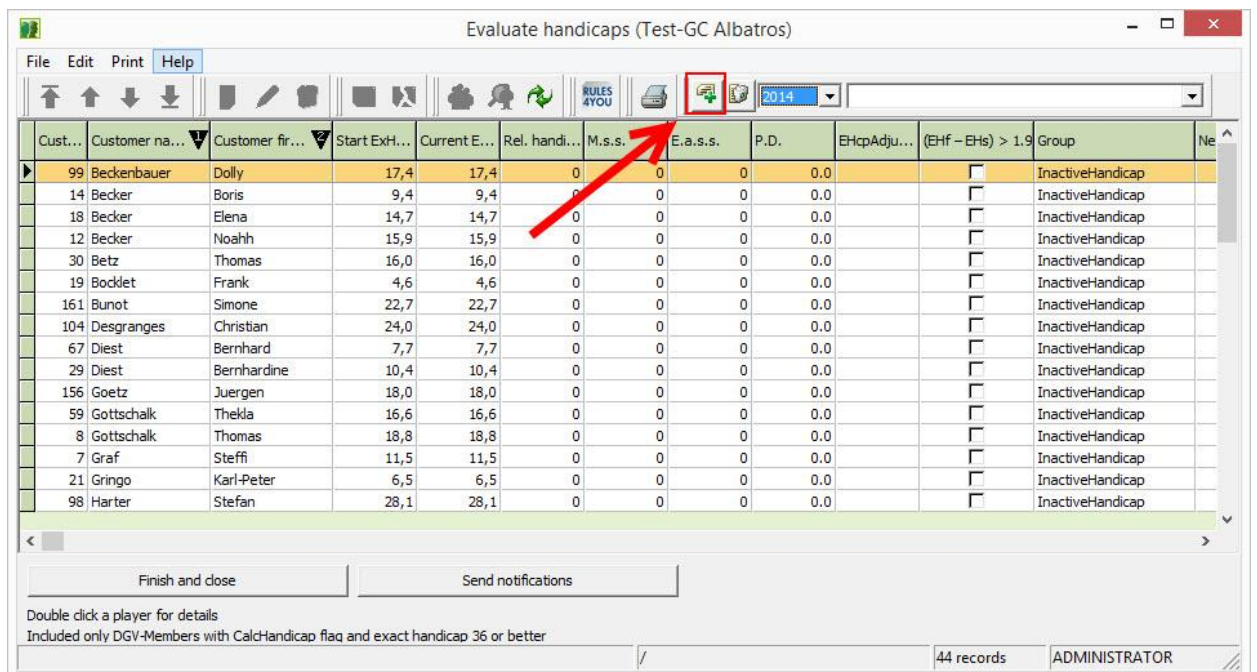 Evaluate handicaps (Test-GC Albatros)
File Edit Print Help
RULES 4YOU 2014
Cust... Customer na... 1 Customer fir... 2 Start ExH... Current E... Rel. handi... M.s.s. E.a.s.s. P.D. EHcpAdju... (EHf – EHs) > 1.9 Group Ne
99 Beckenbauer Dolly 17,4 17,4 0 0 0 0.0 InactiveHandicap
14 Becker Boris 9,4 9,4 0 0 0 0.0 InactiveHandicap
18 Becker Elena 14,7 14,7 0 0 0 0.0 InactiveHandicap
12 Becker Noahh 15,9 15,9 0 0 0 0.0 InactiveHandicap
30 Betz Thomas 16,0 16,0 0 0 0 0.0 InactiveHandicap
19 Bocklet Frank 4,6 4,6 0 0 0 0.0 InactiveHandicap
161 Bunot Simone 22,7 22,7 0 0 0 0.0 InactiveHandicap
104 Desgranges Christian 24,0 24,0 0 0 0 0.0 InactiveHandicap
67 Diest Bernhard 7,7 7,7 0 0 0 0.0 InactiveHandicap
29 Diest Bernhardine 10,4 10,4 0 0 0 0.0 InactiveHandicap
156 Goetz Juergen 18,0 18,0 0 0 0 0.0 InactiveHandicap
59 Gottschalk Thekla 16,6 16,6 0 0 0 0.0 InactiveHandicap
8 Gottschalk Thomas 18,8 18,8 0 0 0 0.0 InactiveHandicap
7 Graf Steffi 11,5 11,5 0 0 0 0.0 InactiveHandicap
21 Gringo Karl-Peter 6,5 6,5 0 0 0 0.0 InactiveHandicap
98 Harter Stefan 28,1 28,1 0 0 0 0.0 InactiveHandicap
Finish and close Send notifications
Double click a player for details
Included only DGV-Members with CalcHandicap flag and exact handicap 36 or better
/ 44 records ADMINISTRATOR